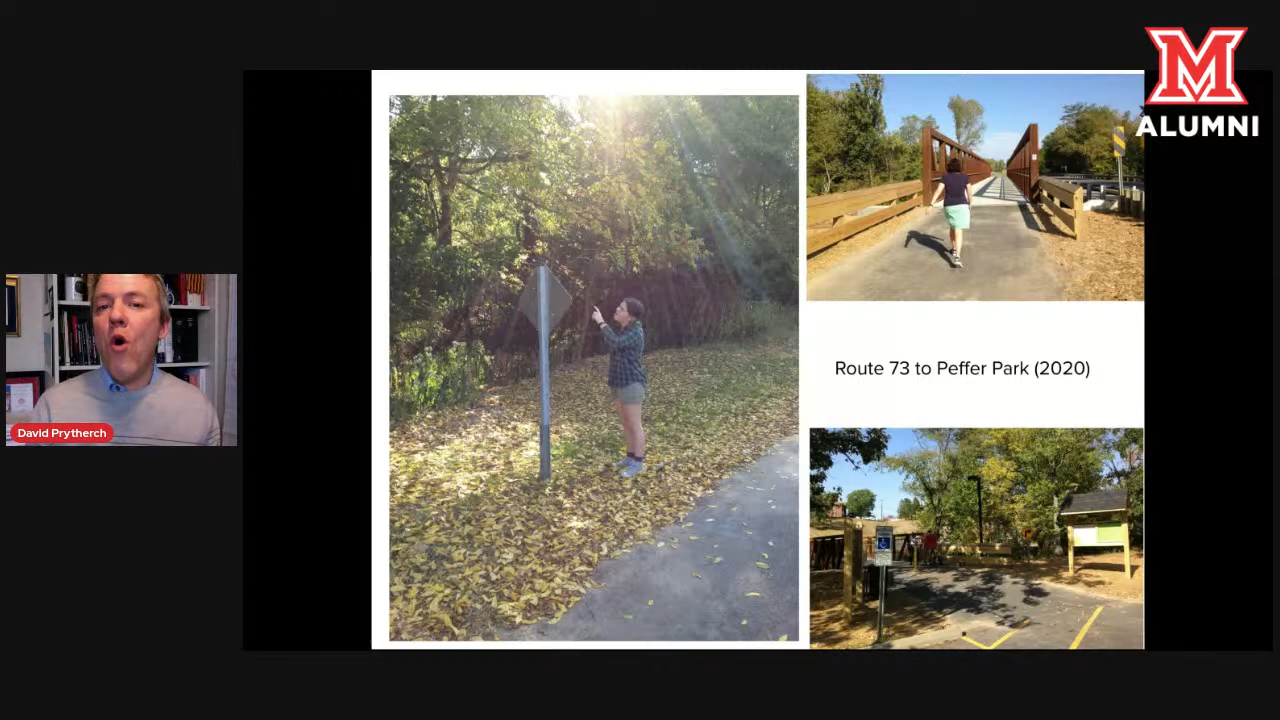 M
ALUMNI
Route 73 to Peffer Park (2020)
David Prytherch